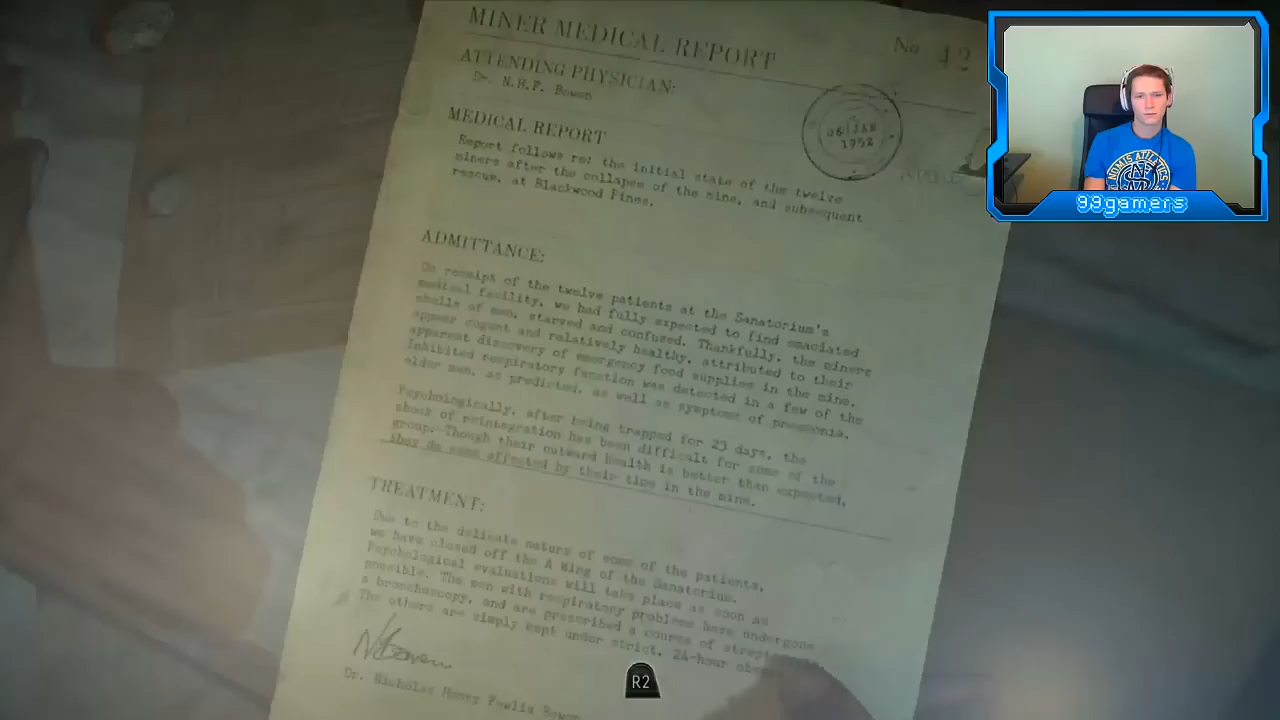 MINER MEDICAL REPORT
No 42
ATTENDING PHYSICIAN:
Dr. N.H.F. Bowen
06 JAN
1952
MEDICAL REPORT
Report follows re: the initial state of the twelve
miners after the collapse of the mine, and subsequent
rescue, at Blackwood Pines.
ADMITTANCE:
On receipt of the twelve patients at the Sanatorium's
medical facility, we had fully expected to find emaciated
shells of men, starved and confused. Thankfully, the miners
appear cogent and relatively healthy, attributed to their
apparent discovery of emergency food supplies in the mine.
Inhibited respiratory function was detected in a few of the
older men, as predicted, as well as symptoms of pneumonia.
Psychologically, after being trapped for 23 days, the
shock of reintegration has been difficult for some of the
group. Though their outward health is better than expected,
they do seem affected by their time in the mine.
TREATMENT:
Due to the delicate nature of some of the patients,
we have closed off the A Wing of the Sanatorium.
Psychological evaluations will take place as soon as
possible. The men with respiratory problems have undergone
a bronchoscopy, and are prescribed a course of
The others are simply kept under strict, 24-hour
NBowen
Dr. Nicholas Henry Fowlis Bowen
R2
NOMIS ATHLETICS
99gamers